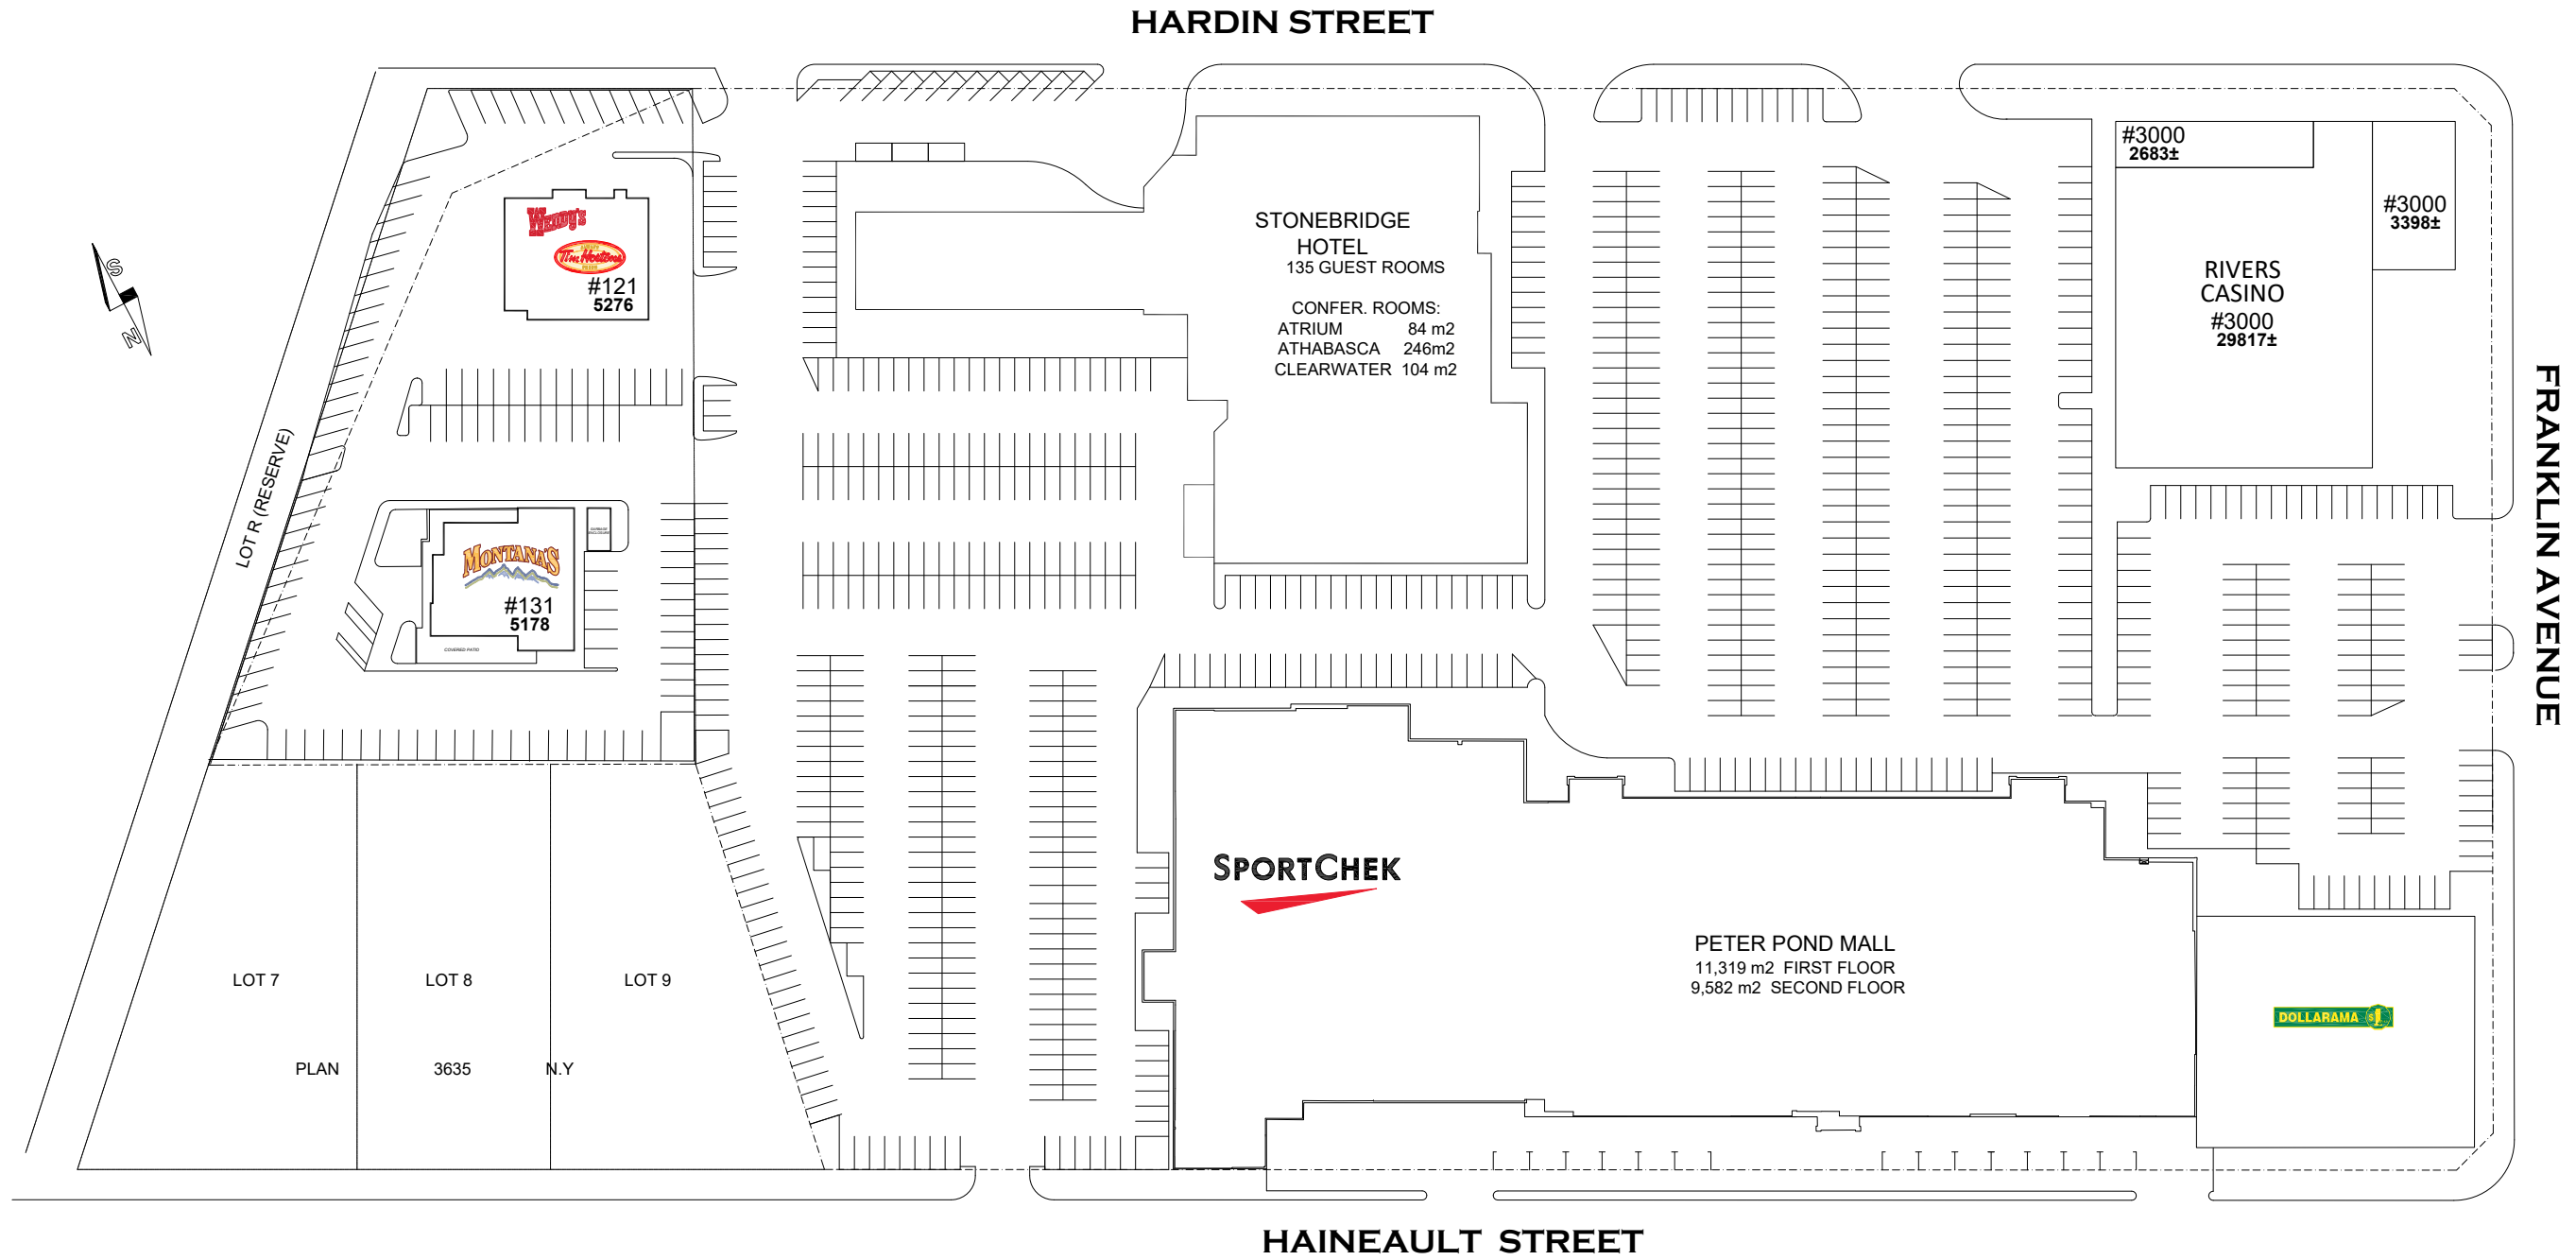 HARDIN STREET
#3000
2683±
#3000
3398±
RIVERS
CASINO
#3000
29817±
FRANKLIN AVENUE
STONEBRIDGE
HOTEL
135 GUEST ROOMS
CONFER. ROOMS:
ATRIUM 84 m2
ATHABASCA 246m2
CLEARWATER 104 m2
WENDY'S
Tim Hortons
#121
5276
S
N
LOT R (RESERVE)
MONTANA'S
#131
5178
COVERED PATIO
SPORTCHEK
PETER POND MALL
11,319 m2 FIRST FLOOR
9,582 m2 SECOND FLOOR
DOLLARAMA $1
LOT 7
LOT 8
LOT 9
PLAN 3635 N.Y
HAINEAULT STREET